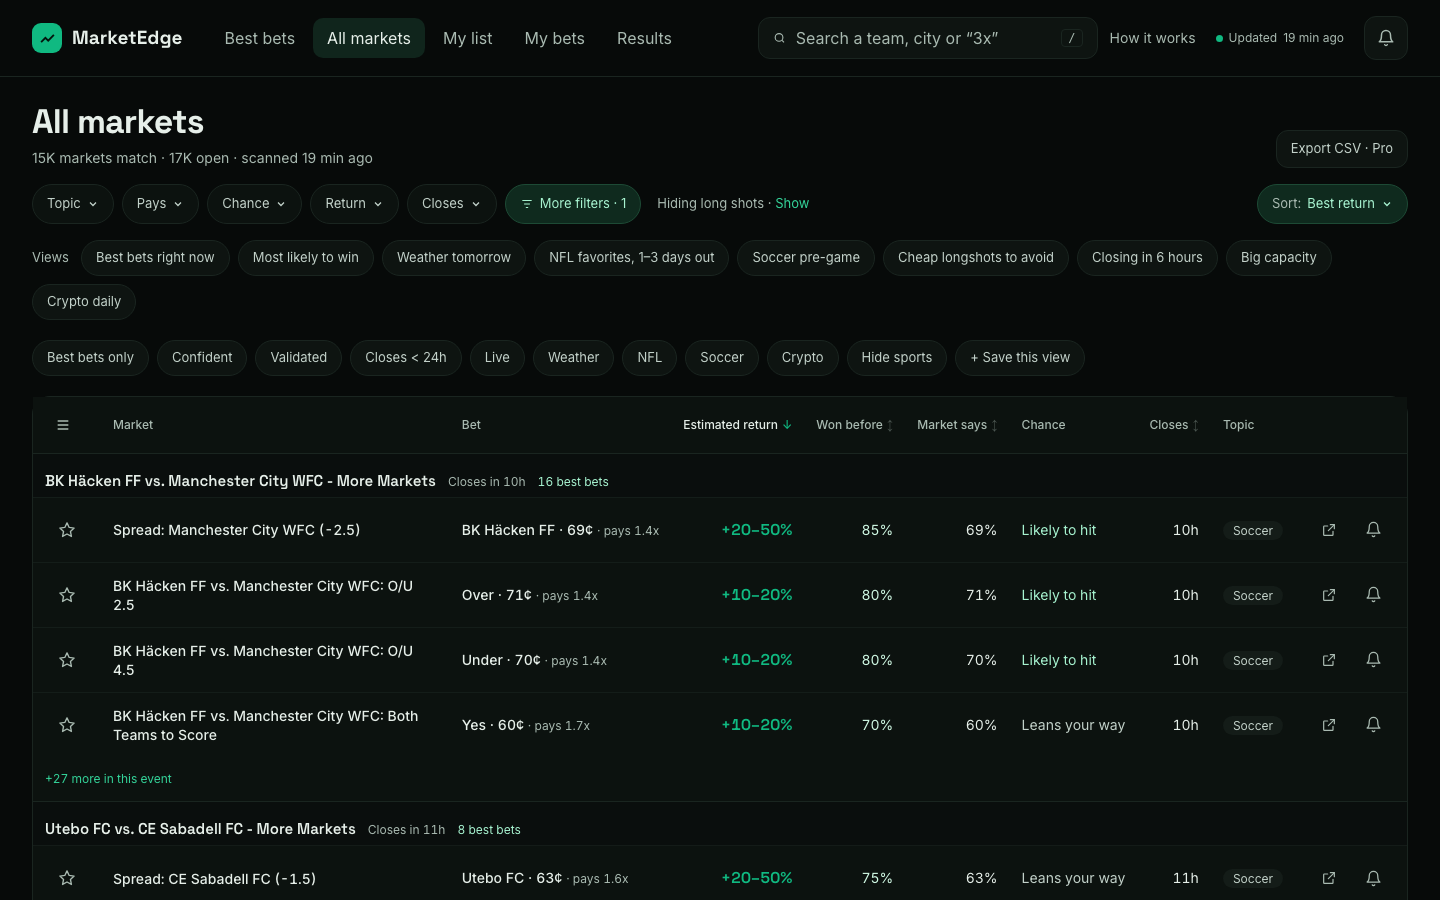 MarketEdge
Best bets
All markets
My list
My bets
Results
Search a team, city or “3x”
/
How it works
Updated 19 min ago
All markets
15K markets match · 17K open · scanned 19 min ago
Export CSV · Pro
Topic
Pays
Chance
Return
Closes
More filters · 1
Hiding long shots · Show
Sort: Best return
Views
Best bets right now
Most likely to win
Weather tomorrow
NFL favorites, 1–3 days out
Soccer pre-game
Cheap longshots to avoid
Closing in 6 hours
Big capacity
Crypto daily
Best bets only
Confident
Validated
Closes < 24h
Live
Weather
NFL
Soccer
Crypto
Hide sports
+ Save this view
Market
Bet
Estimated return ↓
Won before
Market says
Chance
Closes
Topic
BK Häcken FF vs. Manchester City WFC - More Markets Closes in 10h 16 best bets
Spread: Manchester City WFC (-2.5)
BK Häcken FF · 69¢ · pays 1.4x
+20–50%
85%
69%
Likely to hit
10h
Soccer
BK Häcken FF vs. Manchester City WFC: O/U
2.5
Over · 71¢ · pays 1.4x
+10–20%
80%
71%
Likely to hit
10h
Soccer
BK Häcken FF vs. Manchester City WFC: O/U
4.5
Under · 70¢ · pays 1.4x
+10–20%
80%
70%
Likely to hit
10h
Soccer
BK Häcken FF vs. Manchester City WFC: Both
Teams to Score
Yes · 60¢ · pays 1.7x
+10–20%
70%
60%
Leans your way
10h
Soccer
+27 more in this event
Utebo FC vs. CE Sabadell FC - More Markets Closes in 11h 8 best bets
Spread: CE Sabadell FC (-1.5)
Utebo FC · 63¢ · pays 1.6x
+20–50%
75%
63%
Leans your way
11h
Soccer